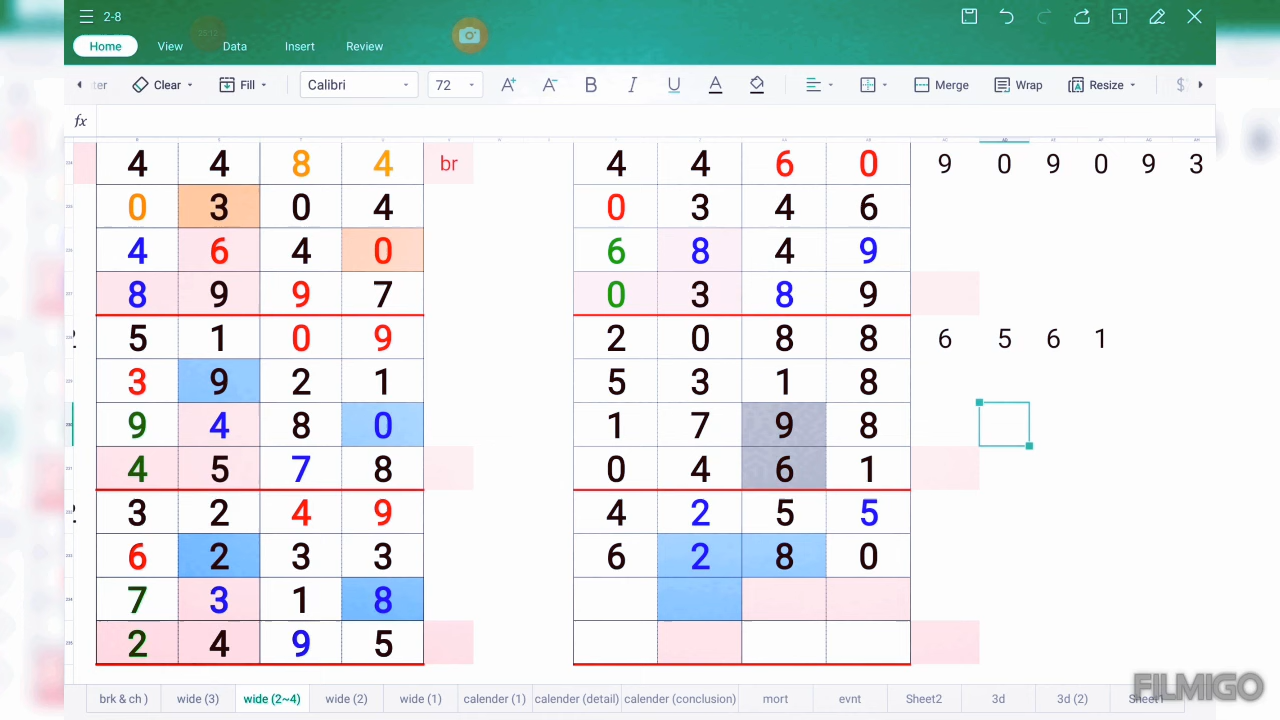 2-8
23:12
Home View Data Insert Review
ter Clear Fill Calibri 72 A+ A- B I U A Merge Wrap Resize $
fx
4 4 8 4 br 4 4 6 0 9 0 9 0 9 3
0 3 0 4 0 3 4 6
4 6 4 0 6 8 4 9
8 9 9 7 0 3 8 9
5 1 0 9 2 0 8 8 6 5 6 1
3 9 2 1 5 3 1 8
9 4 8 0 1 7 9 8
4 5 7 8 0 4 6 1
3 2 4 9 4 2 5 5
6 2 3 3 6 2 8 0
7 3 1 8
2 4 9 5
brk & ch ) wide (3) wide (2~4) wide (2) wide (1) calender (1) calender (detail) calender (conclusion) mort evnt Sheet2 3d 3d (2) Sheet1
FILMIGO